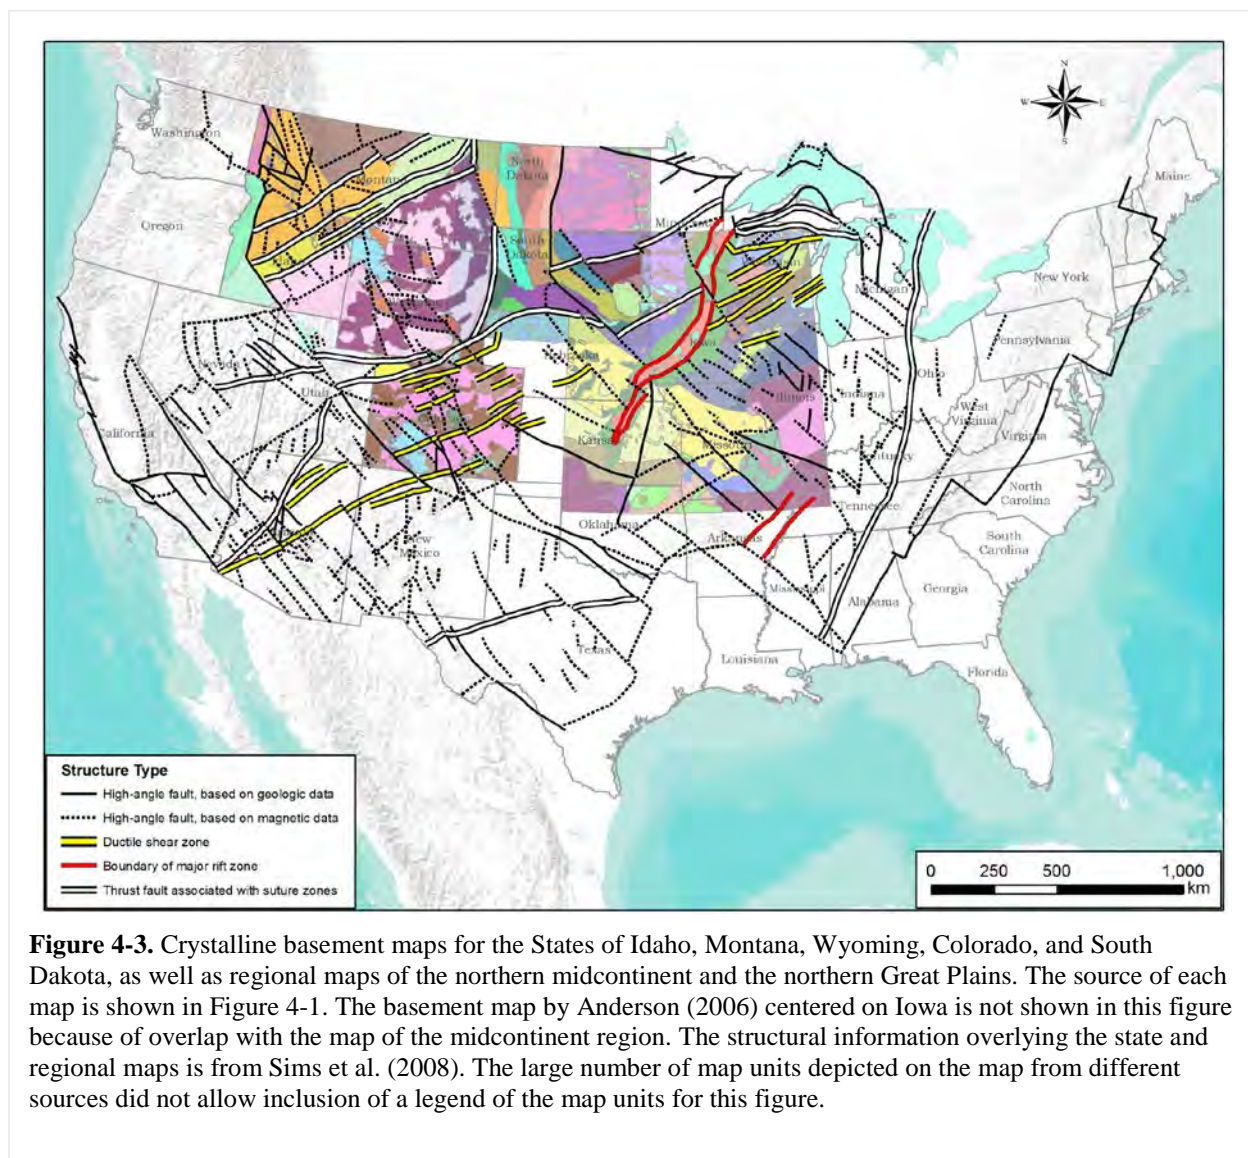 N
W E
S
Washington
Montana
North
Dakota
Maine
Oregon
South
Dakota
Michigan
New York
Nevada
Utah
Iowa
Illinois
Indiana
Ohio
Pennsylvania
California
Kansas
Missouri
Kentucky
West
Virginia
Virginia
North
Carolina
Tennessee
Oklahoma
Arkansas
New
Mexico
South
Carolina
Mississippi
Alabama
Georgia
Texas
Louisiana
Florida
Structure Type
High-angle fault, based on geologic data
High-angle fault, based on magnetic data
Ductile shear zone
Boundary of major rift zone
Thrust fault associated with suture zones
0 250 500 1,000
km
Figure 4-3. Crystalline basement maps for the States of Idaho, Montana, Wyoming, Colorado, and South
Dakota, as well as regional maps of the northern midcontinent and the northern Great Plains. The source of each
map is shown in Figure 4-1. The basement map by Anderson (2006) centered on Iowa is not shown in this figure
because of overlap with the map of the midcontinent region. The structural information overlying the state and
regional maps is from Sims et al. (2008). The large number of map units depicted on the map from different
sources did not allow inclusion of a legend of the map units for this figure.